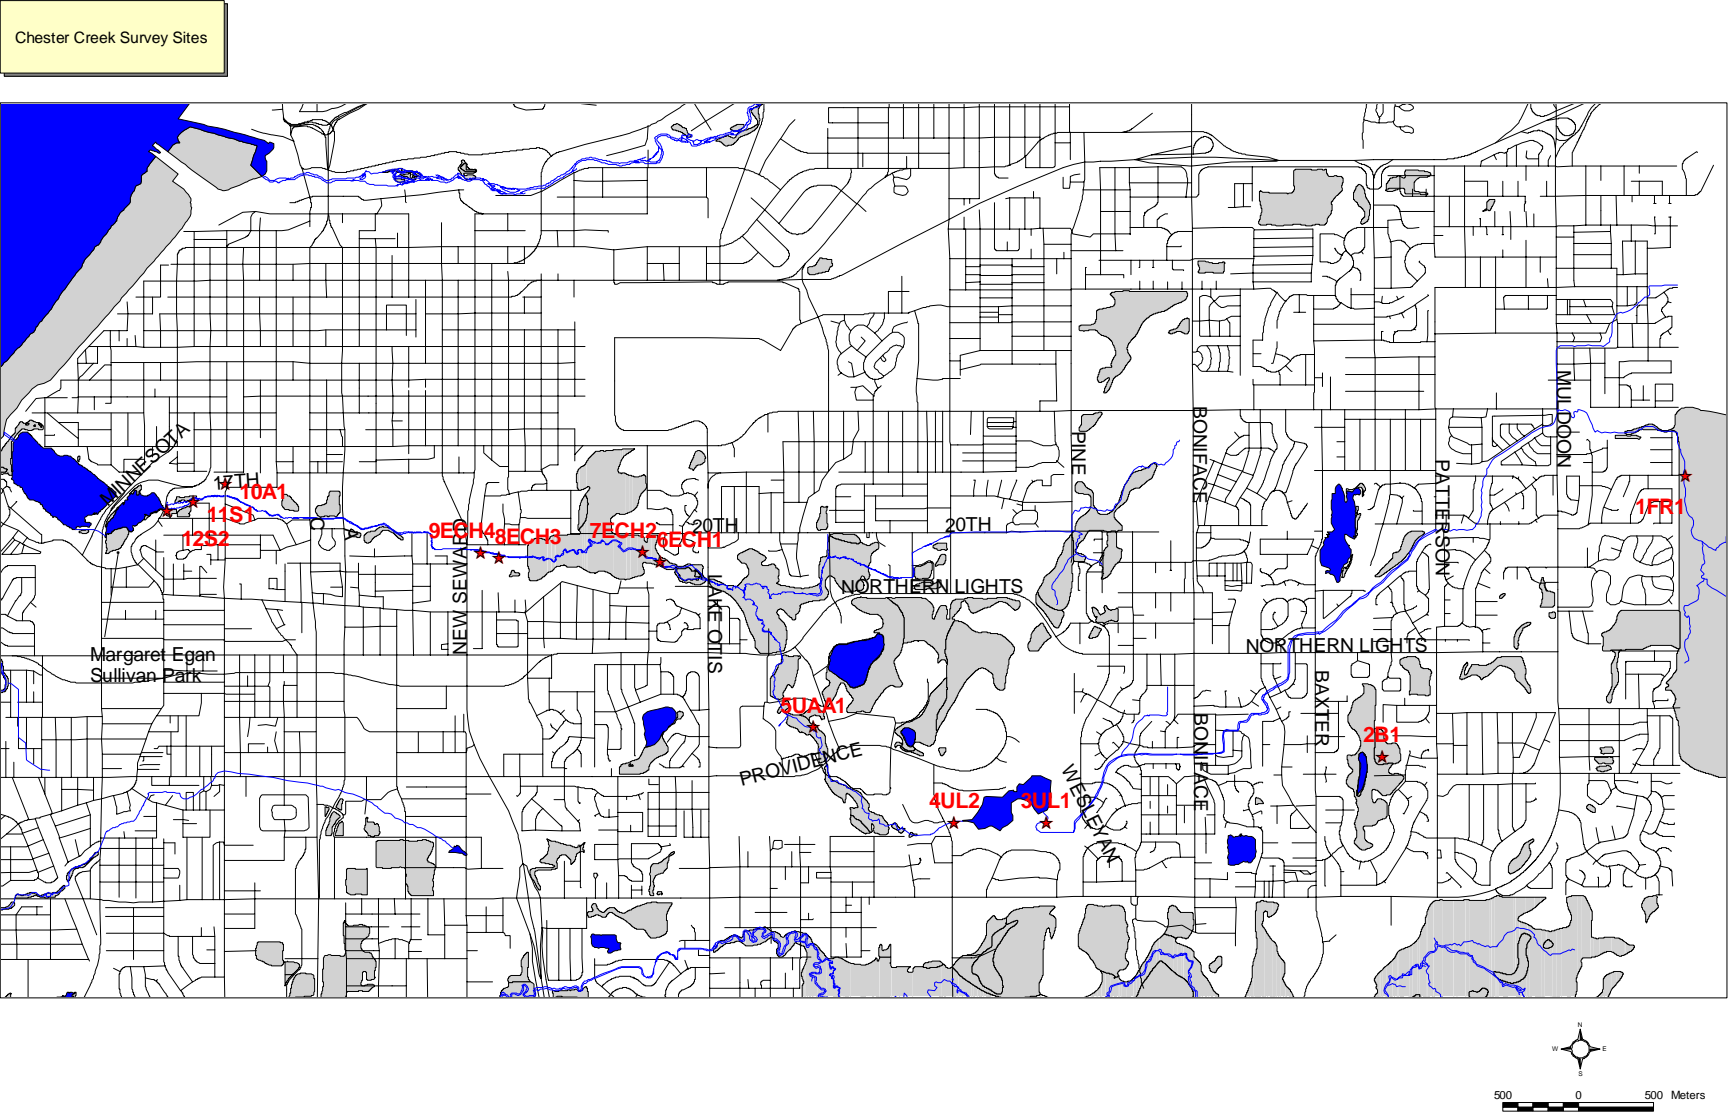 Chester Creek Survey Sites
MINNESOTA
17TH
10A1
11S1
12S2
C
A
9ECH4
8ECH3
7ECH2
6ECH1
20TH
20TH
NEW SEWARD
LAKE OTIS
NORTHERN LIGHTS
PINE
BONIFACE
PATTERSON
MULDOON
1FR1
Margaret Egan
Sullivan Park
NORTHERN LIGHTS
5UAA1
PROVIDENCE
4UL2
3UL1
WESLEYAN
BONIFACE
BAXTER
2B1
N
W E
S
500 0 500 Meters